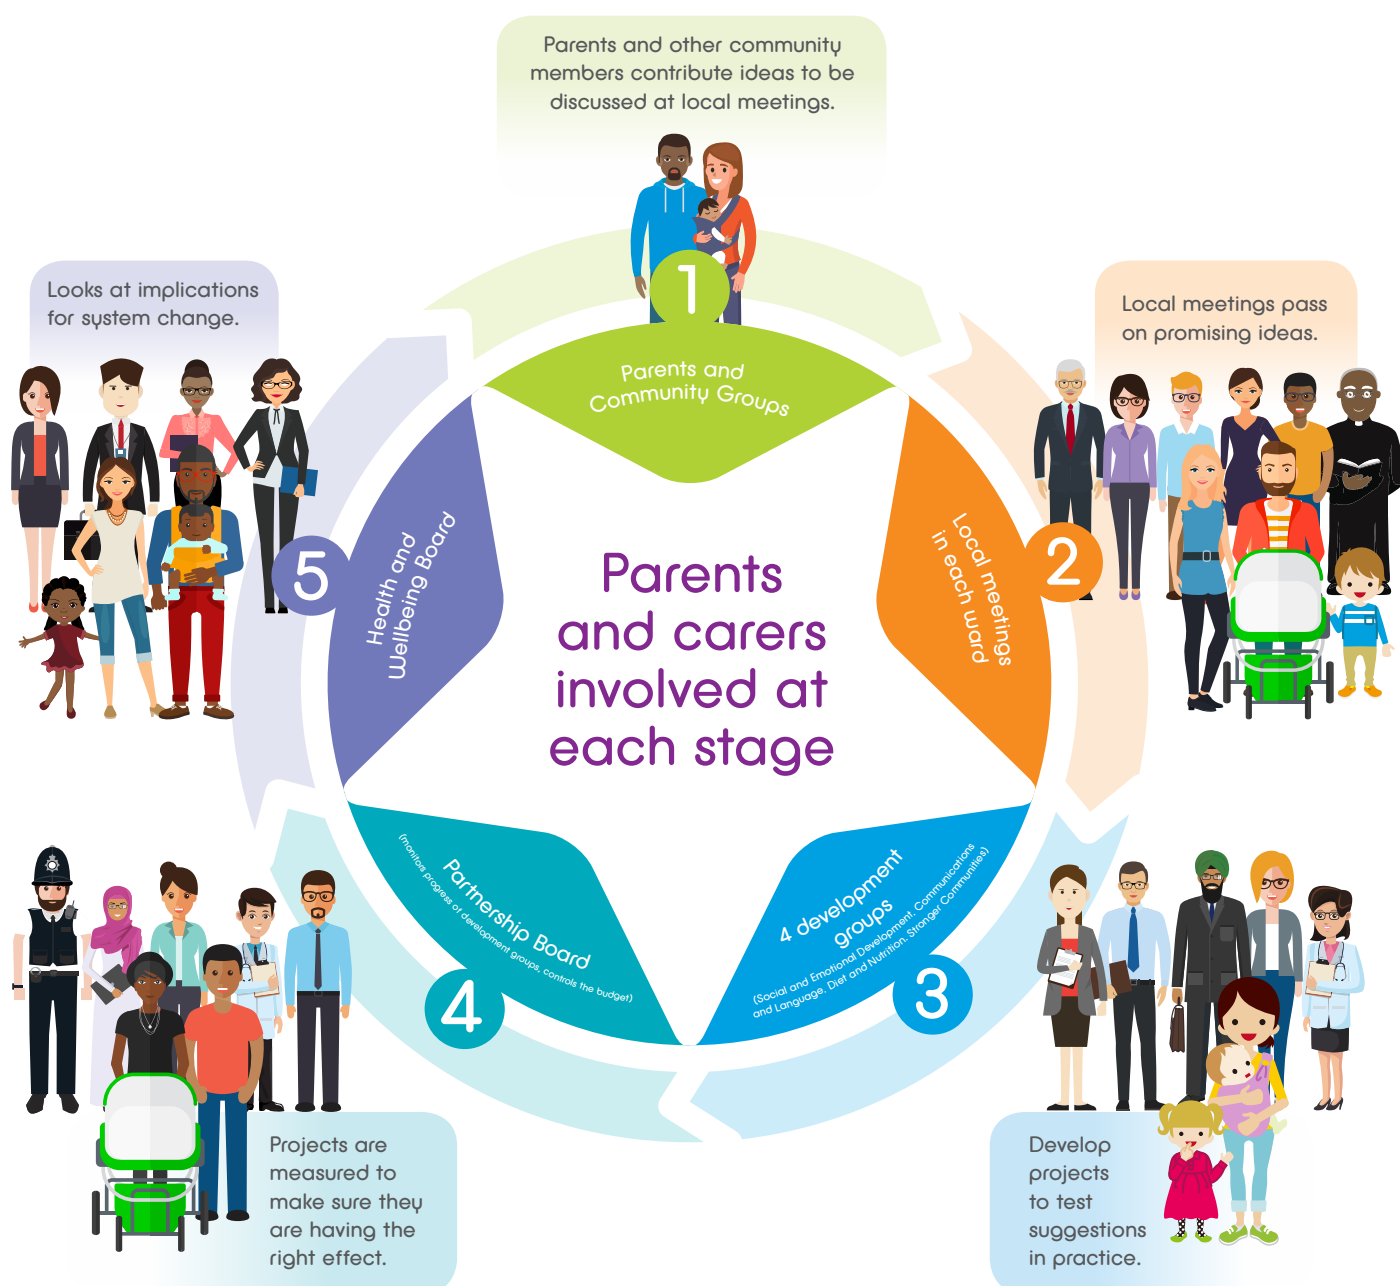 Parents and other community
members contribute ideas to be
discussed at local meetings.
1
Parents and
Community Groups
Local meetings pass
on promising ideas.
2
Local meetings
in each ward
Develop
projects
to test
suggestions
in practice.
3
4 development
groups
(Social and Emotional Development, Communications
and Language. Diet and Nutrition. Stronger Communities)
Projects are
measured to
make sure they
are having the
right effect.
4
Partnership Board
(monitors progress of development groups, controls the budget)
Looks at implications
for system change.
5
Health and
Wellbeing Board
Parents
and carers
involved at
each stage